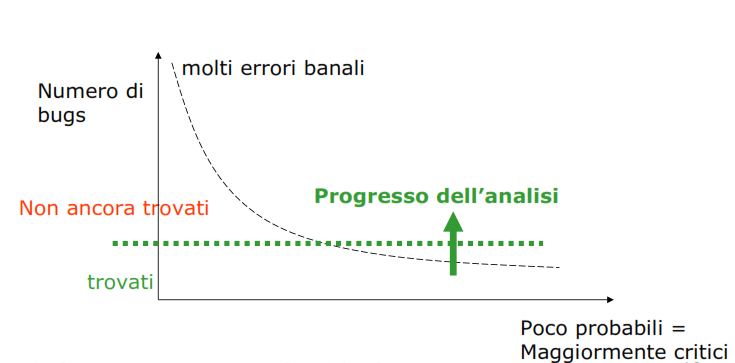 molti errori banali
Numero di
bugs
Progresso dell’analisi
Non ancora trovati
trovati
Poco probabili =
Maggiormente critici